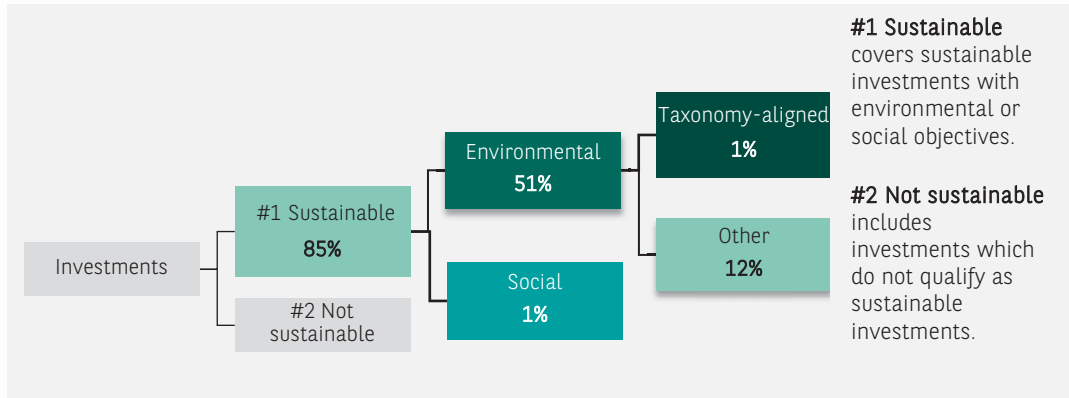 Investments
#1 Sustainable
85%
#2 Not
sustainable
Environmental
51%
Social
1%
Taxonomy-aligned
1%
Other
12%
#1 Sustainable
covers sustainable
investments with
environmental or
social objectives.
#2 Not sustainable
includes
investments which
do not qualify as
sustainable
investments.